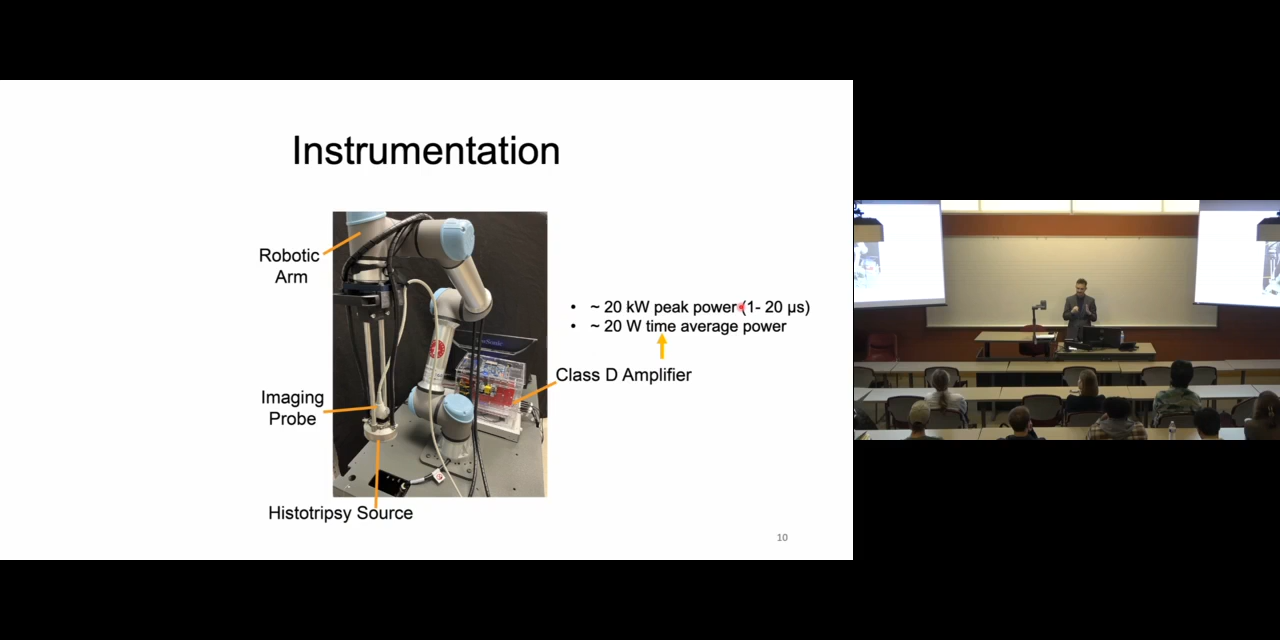 Instrumentation
Robotic
Arm
• ~ 20 kW peak power (1- 20 µs)
• ~ 20 W time average power
Class D Amplifier
Imaging
Probe
Histotripsy Source
10